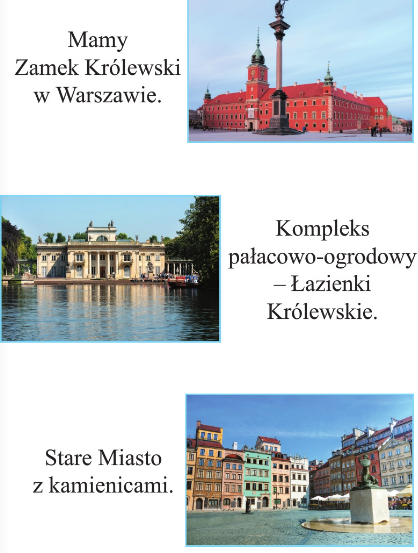 Mamy
Zamek Królewski
w Warszawie.
Kompleks
pałacowo-ogrodowy
– Łazienki
Królewskie.
Stare Miasto
z kamienicami.